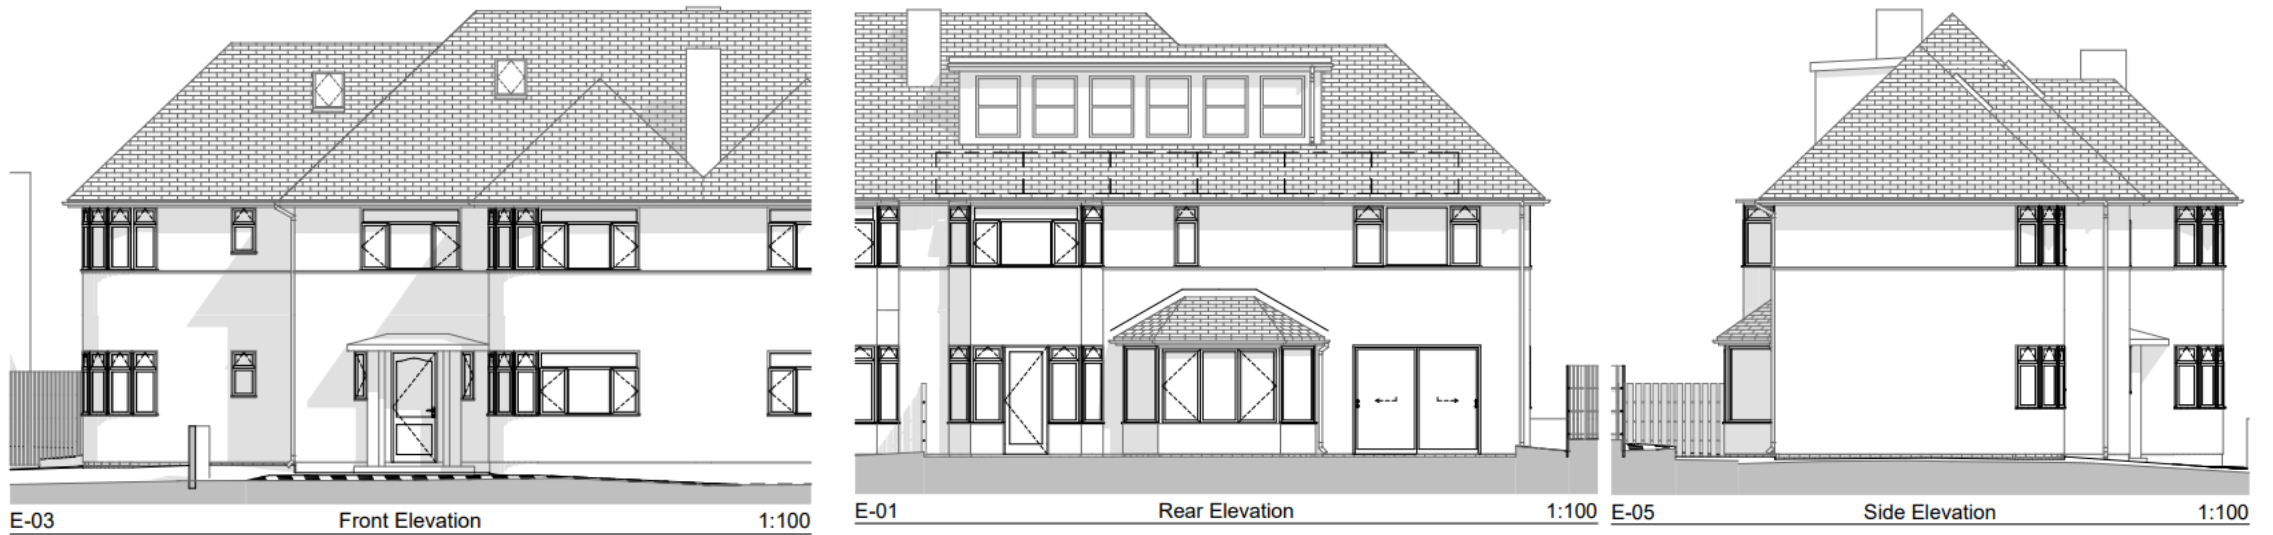 E-03 Front Elevation 1:100
E-01 Rear Elevation 1:100
E-05 Side Elevation 1:100